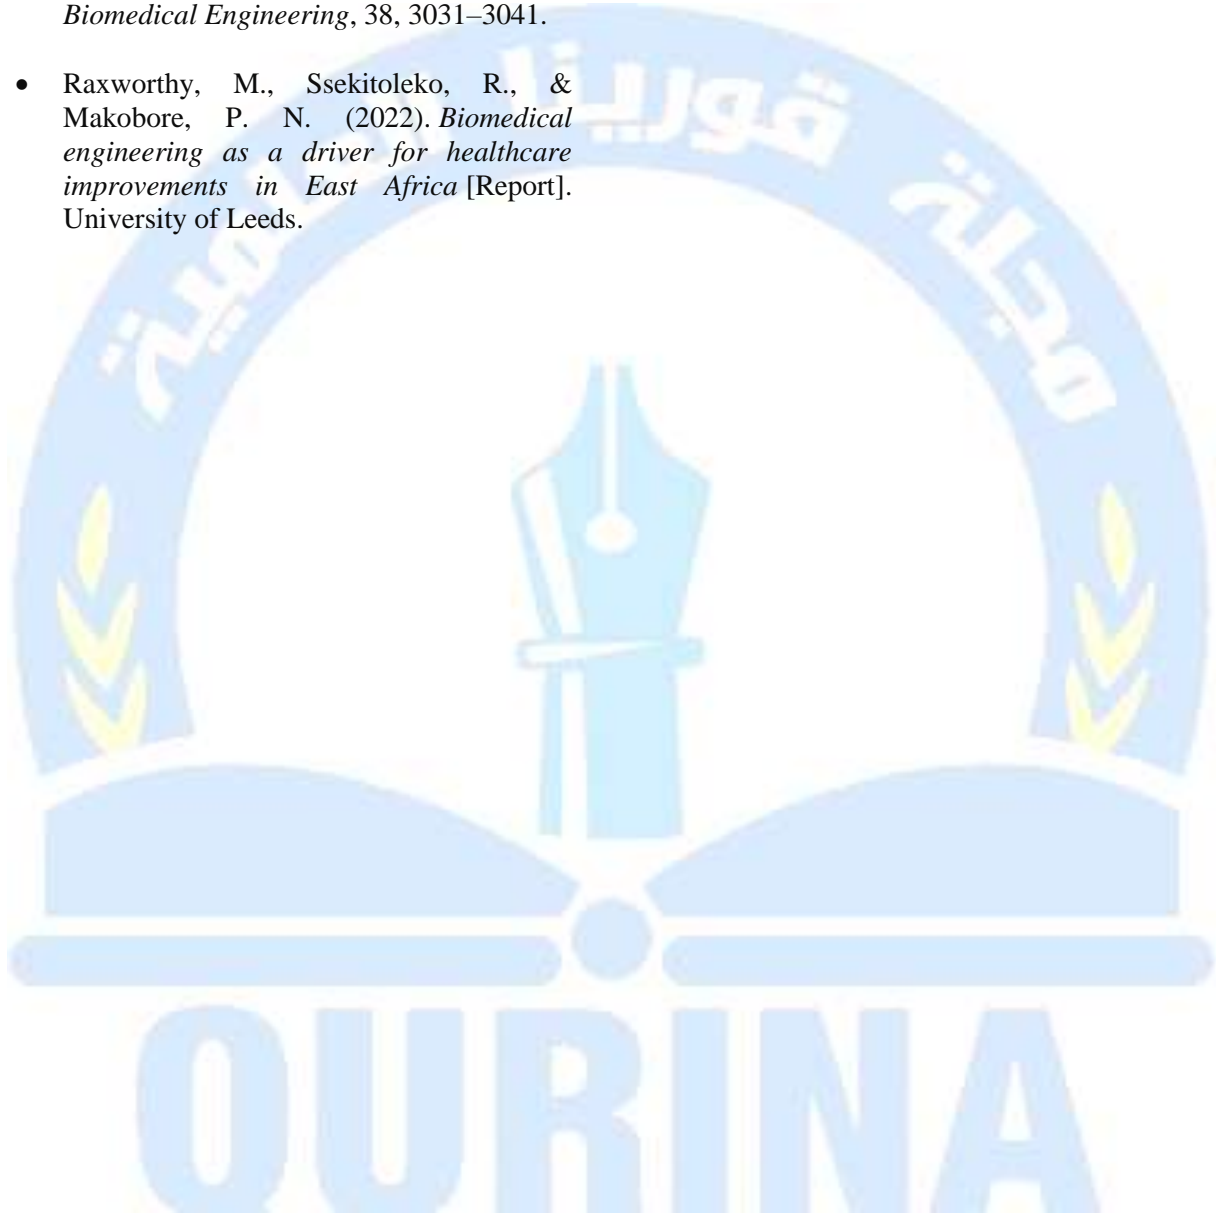 Biomedical Engineering, 38, 3031–3041.
• Raxworthy, M., Ssekitoleko, R., &
Makobore, P. N. (2022). Biomedical
engineering as a driver for healthcare
improvements in East Africa [Report].
University of Leeds.
مجلة قورينا العلمية
QURINA